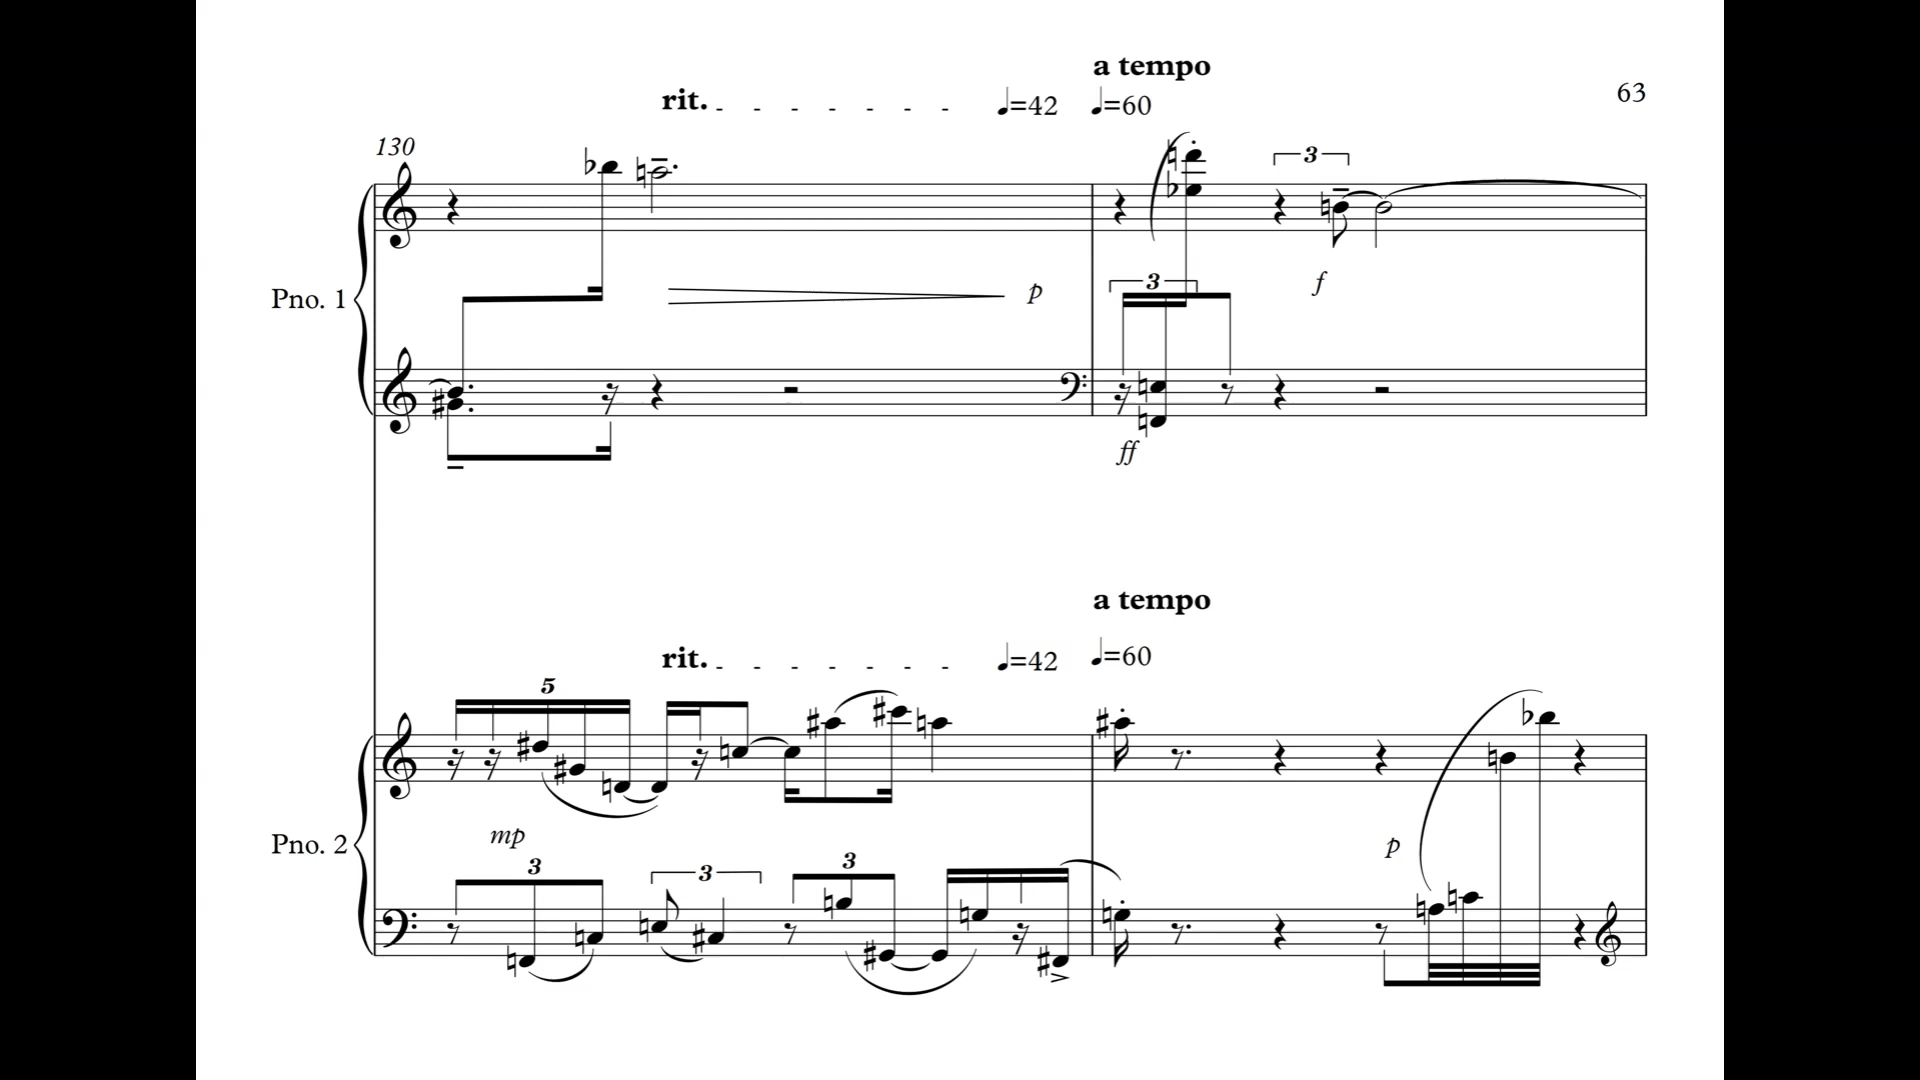 a tempo
rit. ♩=42 ♩=60
63
130
3
p
f
Pno. 1
3
ff
a tempo
rit. ♩=42 ♩=60
5
mp
p
Pno. 2
3 3 3